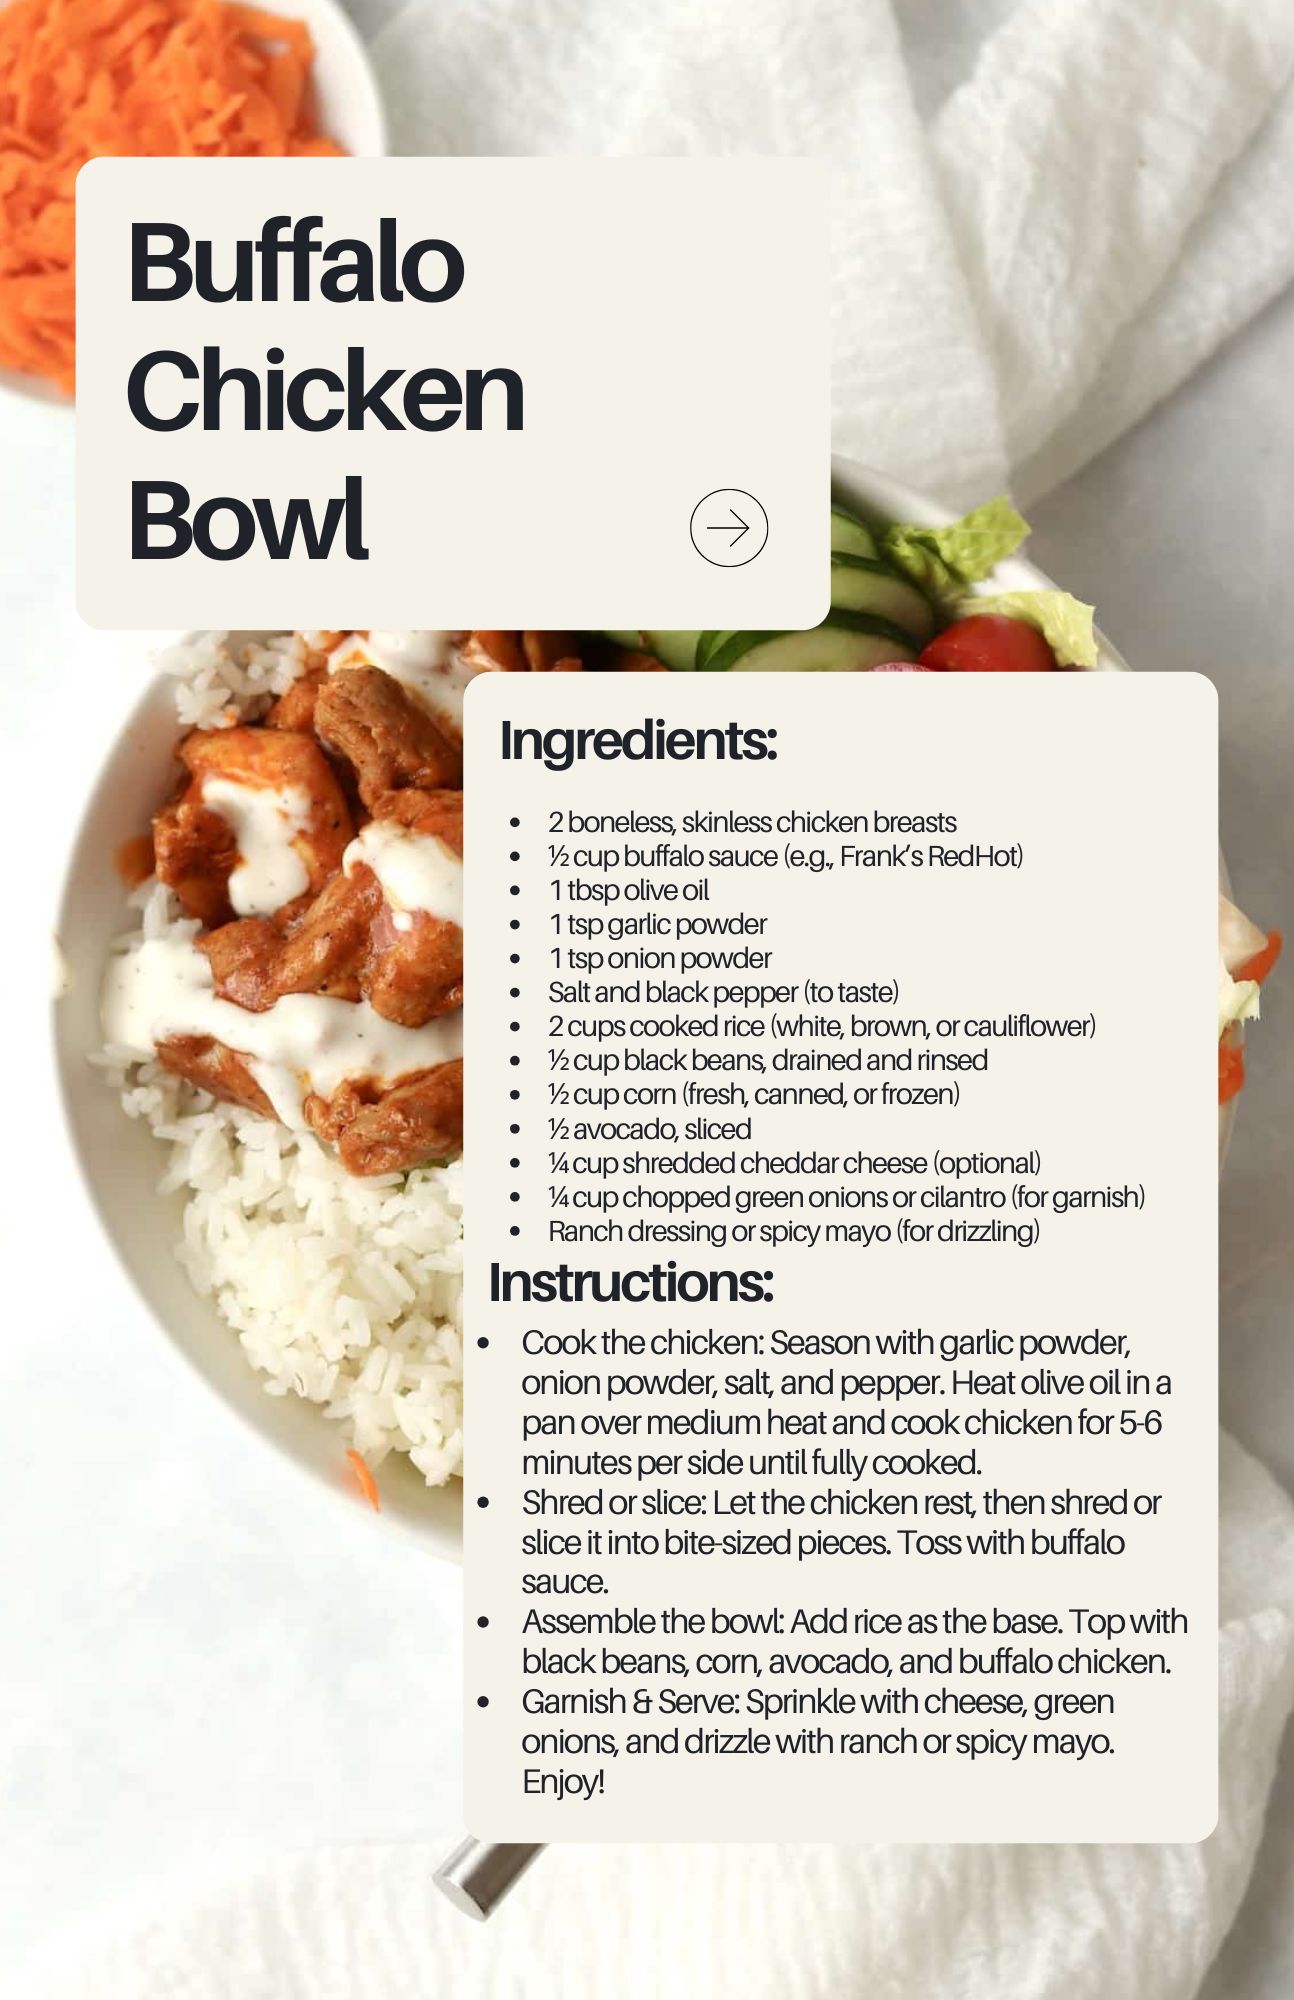 Buffalo
Chicken
Bowl
Ingredients:
• 2 boneless, skinless chicken breasts
• ½ cup buffalo sauce (e.g., Frank’s RedHot)
• 1 tbsp olive oil
• 1 tsp garlic powder
• 1 tsp onion powder
• Salt and black pepper (to taste)
• 2 cups cooked rice (white, brown, or cauliflower)
• ½ cup black beans, drained and rinsed
• ½ cup corn (fresh, canned, or frozen)
• ½ avocado, sliced
• ¼ cup shredded cheddar cheese (optional)
• ¼ cup chopped green onions or cilantro (for garnish)
• Ranch dressing or spicy mayo (for drizzling)
Instructions:
• Cook the chicken: Season with garlic powder,
onion powder, salt, and pepper. Heat olive oil in a
pan over medium heat and cook chicken for 5-6
minutes per side until fully cooked.
• Shred or slice: Let the chicken rest, then shred or
slice it into bite-sized pieces. Toss with buffalo
sauce.
• Assemble the bowl: Add rice as the base. Top with
black beans, corn, avocado, and buffalo chicken.
• Garnish & Serve: Sprinkle with cheese, green
onions, and drizzle with ranch or spicy mayo.
Enjoy!